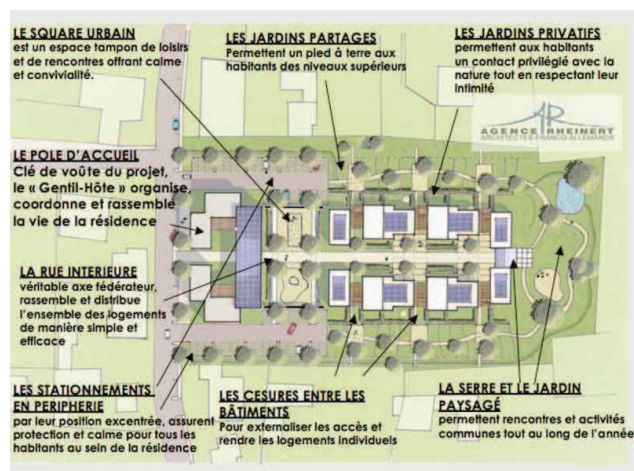 LE SQUARE URBAIN
est un espace tampon de loisirs
et de rencontres offrant calme
et convivialité.
LES JARDINS PARTAGES
Permettent un pied à terre aux
habitants des niveaux supérieurs
LES JARDINS PRIVATIFS
permettent aux habitants
un contact privilégié avec la
nature tout en respectant leur
intimité
AGENCE RHEINERT
ARCHITECTES FRANCO-ALLEMANDS
LE POLE D'ACCUEIL
Clé de voûte du projet,
le « Gentil-Hôte » organise,
coordonne et rassemble
la vie de la résidence
LA RUE INTERIEURE
véritable axe fédérateur,
rassemble et distribue
l'ensemble des logements
de manière simple et
efficace
LES STATIONNEMENTS
EN PERIPHERIE
par leur position excentrée, assurent
protection et calme pour tous les
habitants au sein de la résidence
LES CESURES ENTRE LES
BÂTIMENTS
Pour externaliser les accès et
rendre les logements individuels
LA SERRE ET LE JARDIN
PAYSAGÉ
permettent rencontres et activités
communes tout au long de l'année